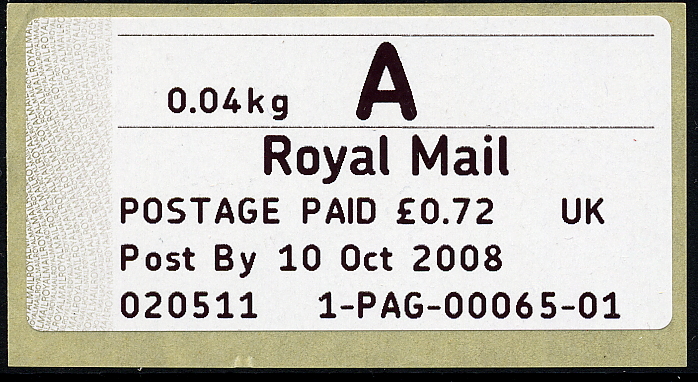 A
0.04kg
Royal Mail
POSTAGE PAID £0.72 UK
Post By 10 Oct 2008
020511 1-PAG-00065-01